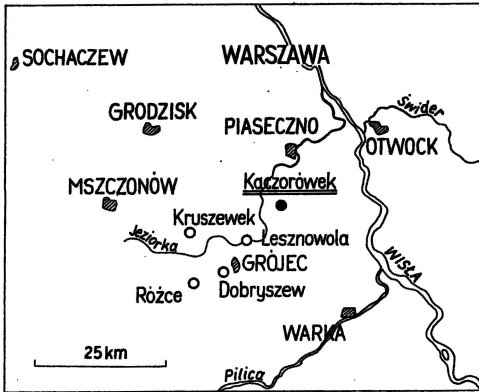 SOCHACZEW
WARSZAWA
GRODZISK
PIASECZNO
Świder
OTWOCK
MSZCZONÓW
Kaczorówek
Kruszewek
Jeziorka
Lesznowola
WISŁA
GRÓJEC
Różce
Dobryszew
WARKA
25 km
Pilica